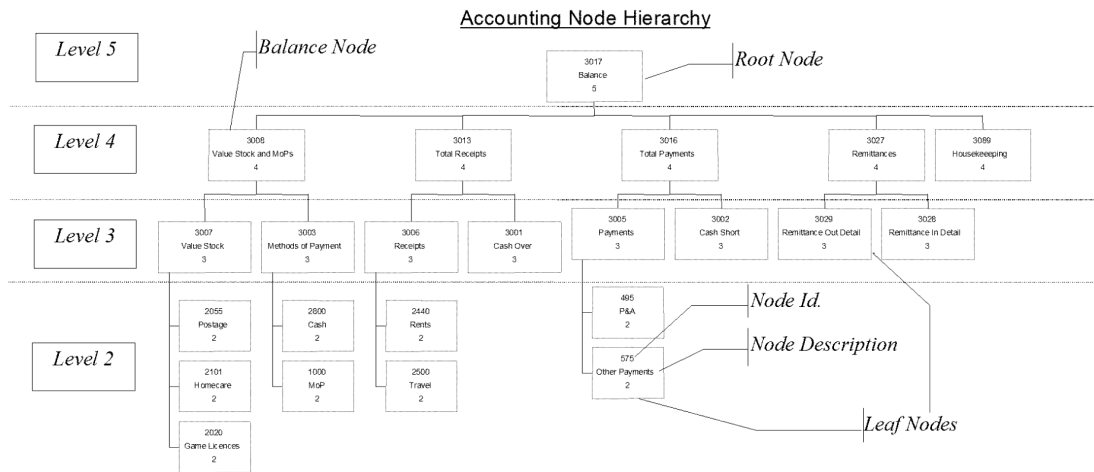 Accounting Node Hierarchy
Level 5
Balance Node
3017
Balance
5
Root Node
Level 4
3008
Value Stock and MoPs
4
3013
Total Receipts
4
3016
Total Payments
4
3027
Remittances
4
3089
Housekeeeping
4
Level 3
3007
Value Stock
3
3003
Methods of Payment
3
3006
Receipts
3
3001
Cash Over
3
3005
Payments
3
3002
Cash Short
3
3029
Remittance Out Detail
3
3028
Remittance In Detail
3
Level 2
2055
Postage
2
2800
Cash
2
2440
Rents
2
495
P&A
2
Node Id.
2101
Homecare
2
1000
MoP
2
2500
Travel
2
575
Other Payments
2
Node Description
2020
Game Licences
2
Leaf Nodes